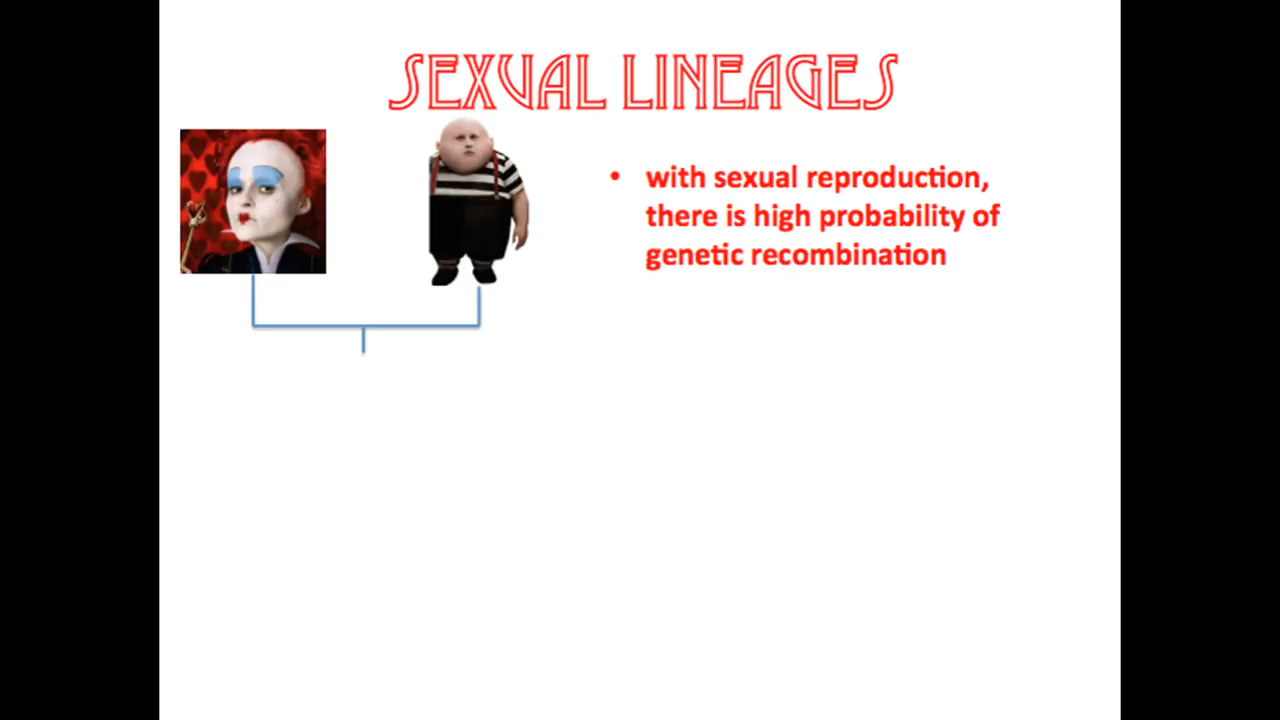 SEXUAL LINEAGES
• with sexual reproduction,
there is high probability of
genetic recombination